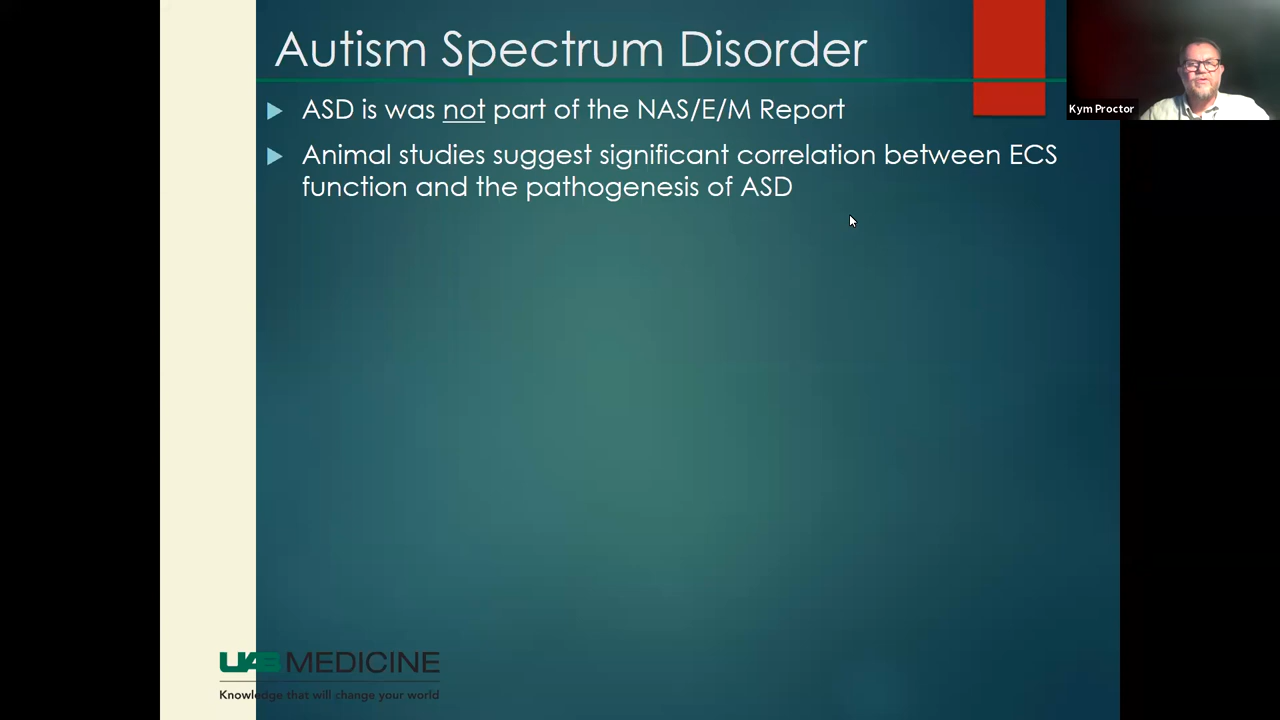 Autism Spectrum Disorder
ASD is was not part of the NAS/E/M Report
Animal studies suggest significant correlation between ECS
function and the pathogenesis of ASD
Kym Proctor
UAB MEDICINE
Knowledge that will change your world